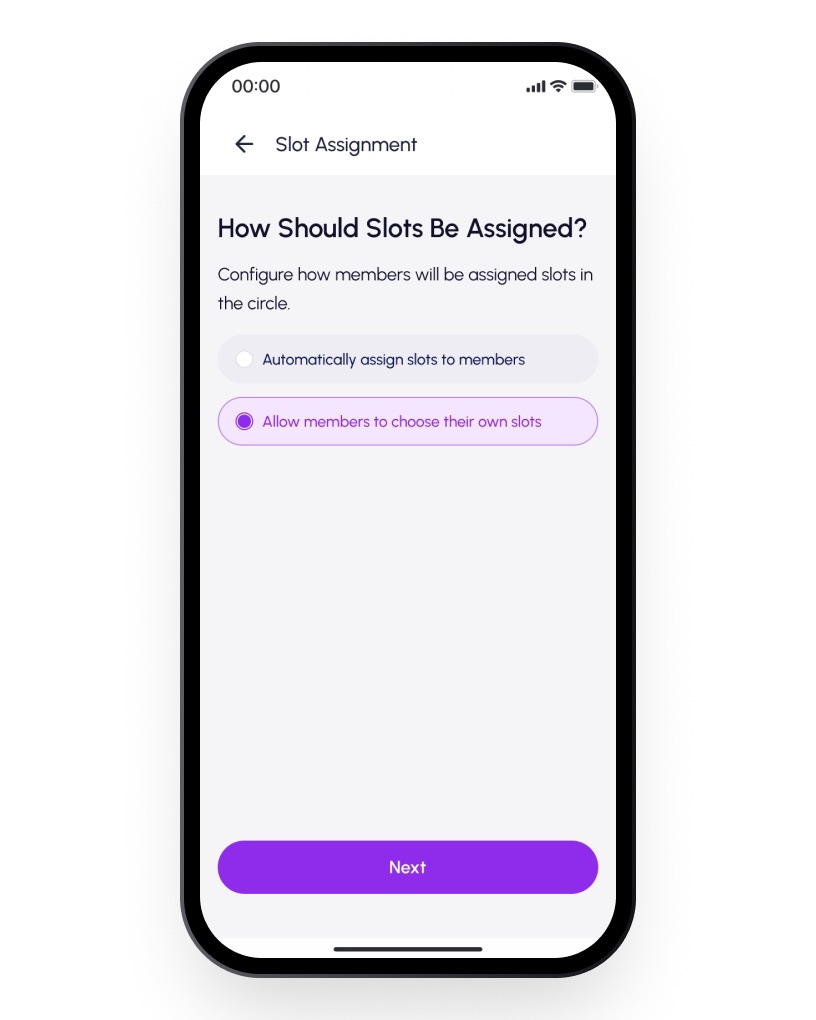 00:00
Slot Assignment
How Should Slots Be Assigned?
Configure how members will be assigned slots in
the circle.
Automatically assign slots to members
Allow members to choose their own slots
Next